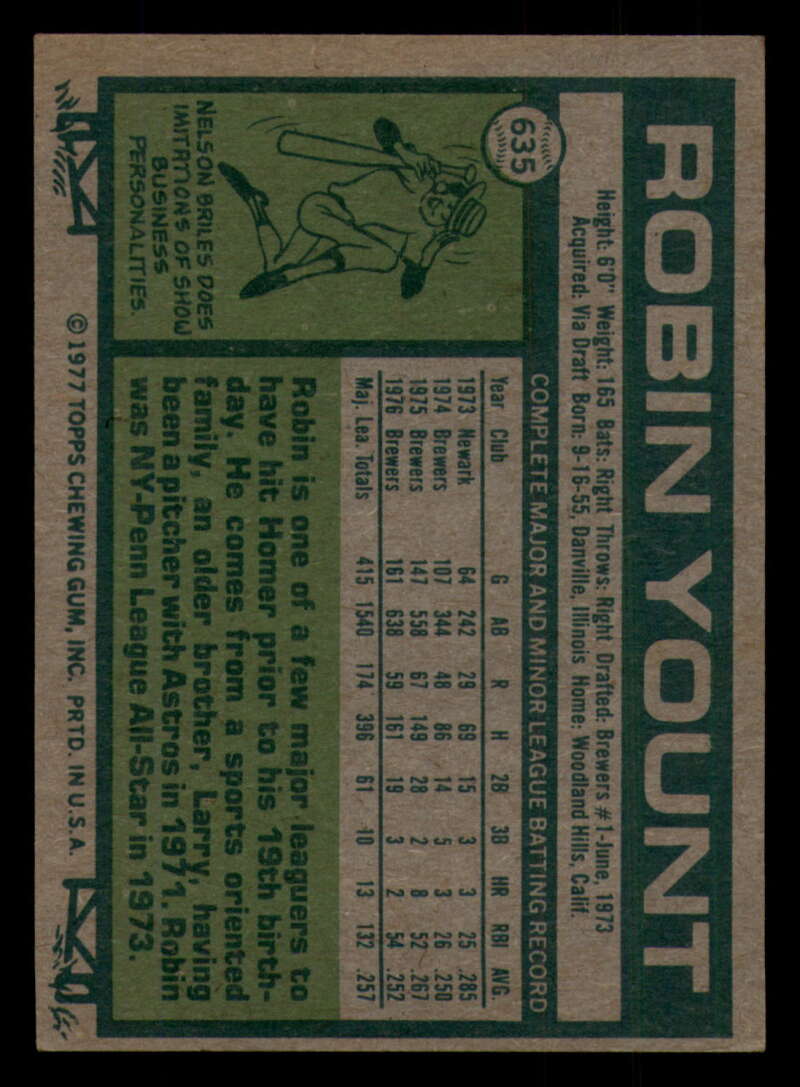 ROBIN YOUNT
635
Height: 6'0" Weight: 165 Bats: Right Throws: Right Drafted: Brewers #1-June, 1973
Acquired: Via Draft Born: 9-16-55, Danville, Illinois Home: Woodland Hills, Calif.
COMPLETE MAJOR AND MINOR LEAGUE BATTING RECORD
Year Club G AB R H 2B 3B HR RBI AVG.
1973 Newark 64 242 29 69 15 3 3 25 .285
1974 Brewers 107 344 48 86 14 5 3 26 .250
1975 Brewers 147 558 67 149 28 2 8 52 .267
1976 Brewers 161 638 59 161 19 3 2 54 .252
Maj. Lea. Totals 415 1540 174 396 61 10 13 132 .257
NELSON BRILES DOES
IMITATIONS OF SHOW
BUSINESS
PERSONALITIES.
Robin is one of a few major leaguers to
have hit Homer prior to his 19th birth-
day. He comes from a sports oriented
family, an older brother, Larry, having
been a pitcher with Astros in 1971. Robin
was NY-Penn League All-Star in 1973.
© 1977 TOPPS CHEWING GUM, INC. PRTD. IN U.S.A.